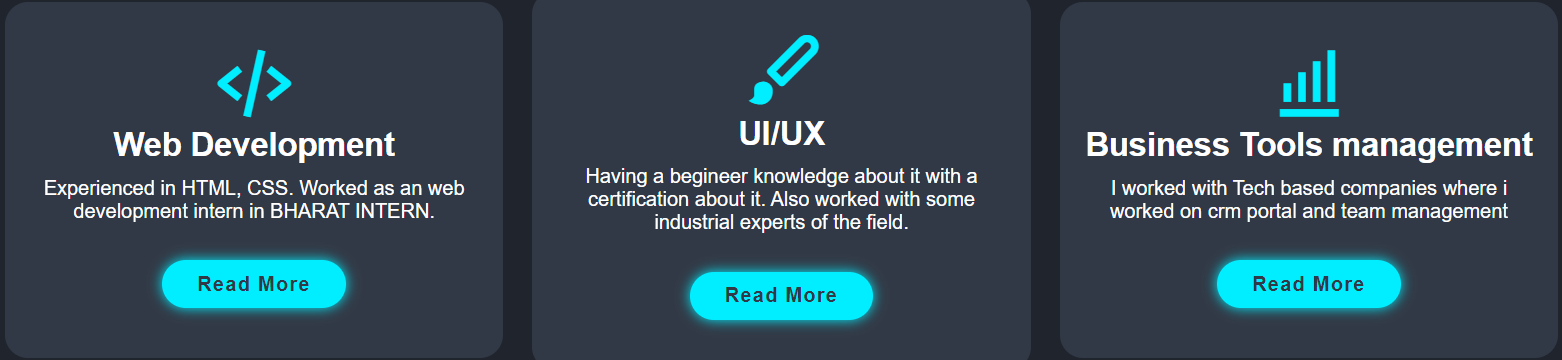 Web Development
Experienced in HTML, CSS. Worked as an web
development intern in BHARAT INTERN.
Read More
UI/UX
Having a begineer knowledge about it with a
certification about it. Also worked with some
industrial experts of the field.
Read More
Business Tools management
I worked with Tech based companies where i
worked on crm portal and team management
Read More